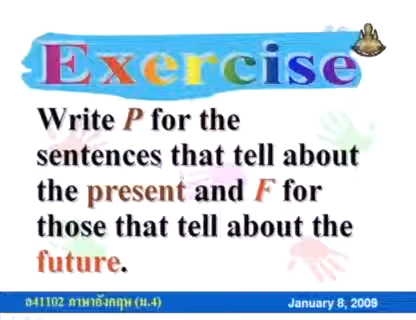 Exercise
Write P for the
sentences that tell about
the present and F for
those that tell about the
future.
อ41102 ภาษาอังกฤษ (ม.4)
January 8, 2009